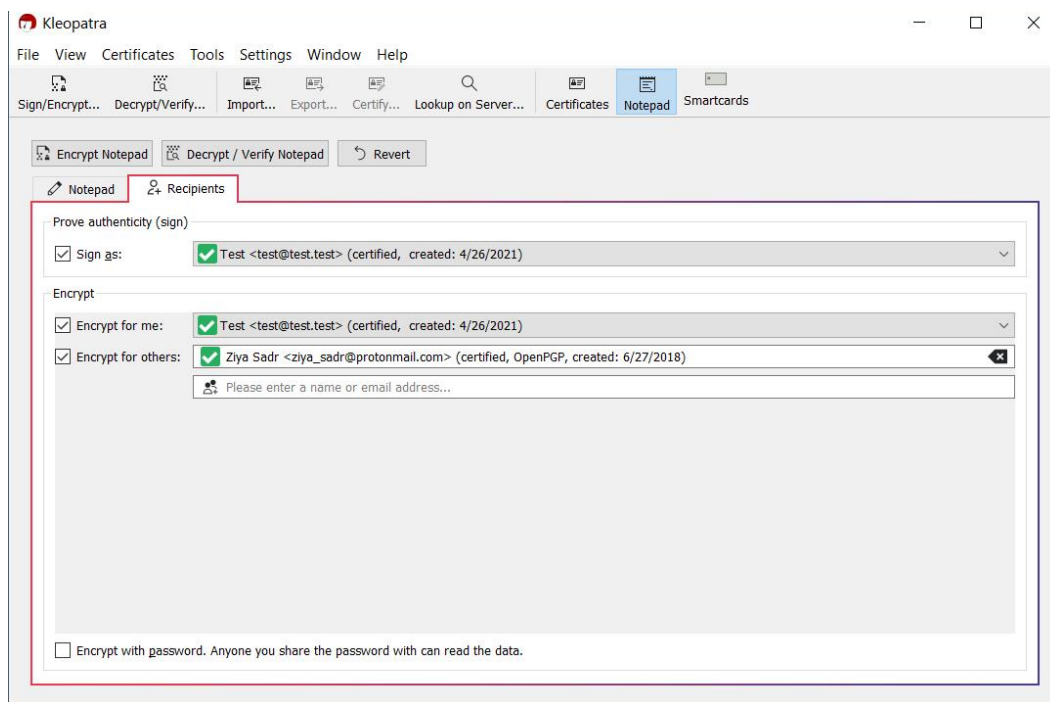 Kleopatra
File View Certificates Tools Settings Window Help
Sign/Encrypt... Decrypt/Verify... Import... Export... Certify... Lookup on Server... Certificates Notepad Smartcards
Encrypt Notepad Decrypt / Verify Notepad Revert
Notepad Recipients
Prove authenticity (sign)
Sign as: Test <test@test.test> (certified, created: 4/26/2021)
Encrypt
Encrypt for me: Test <test@test.test> (certified, created: 4/26/2021)
Encrypt for others: Ziya Sadr <ziya_sadr@protonmail.com> (certified, OpenPGP, created: 6/27/2018)
Please enter a name or email address...
Encrypt with password. Anyone you share the password with can read the data.